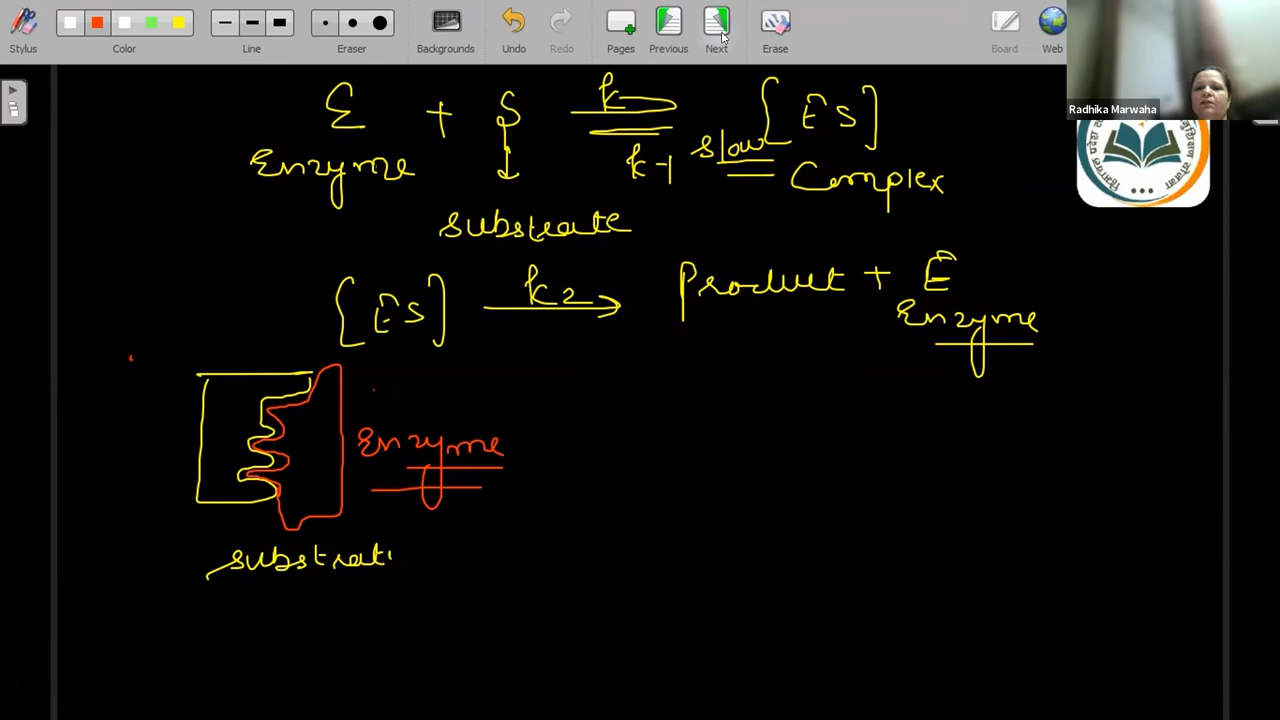 Stylus Color Line Eraser Backgrounds Undo Redo Pages Previous Next Erase Board Web
Radhika Marwaha
E + S k [ES]
k-1 slow
Enzyme Complex
substrate
[ES] k2 Product + E
Enzyme
Enzyme
substrat